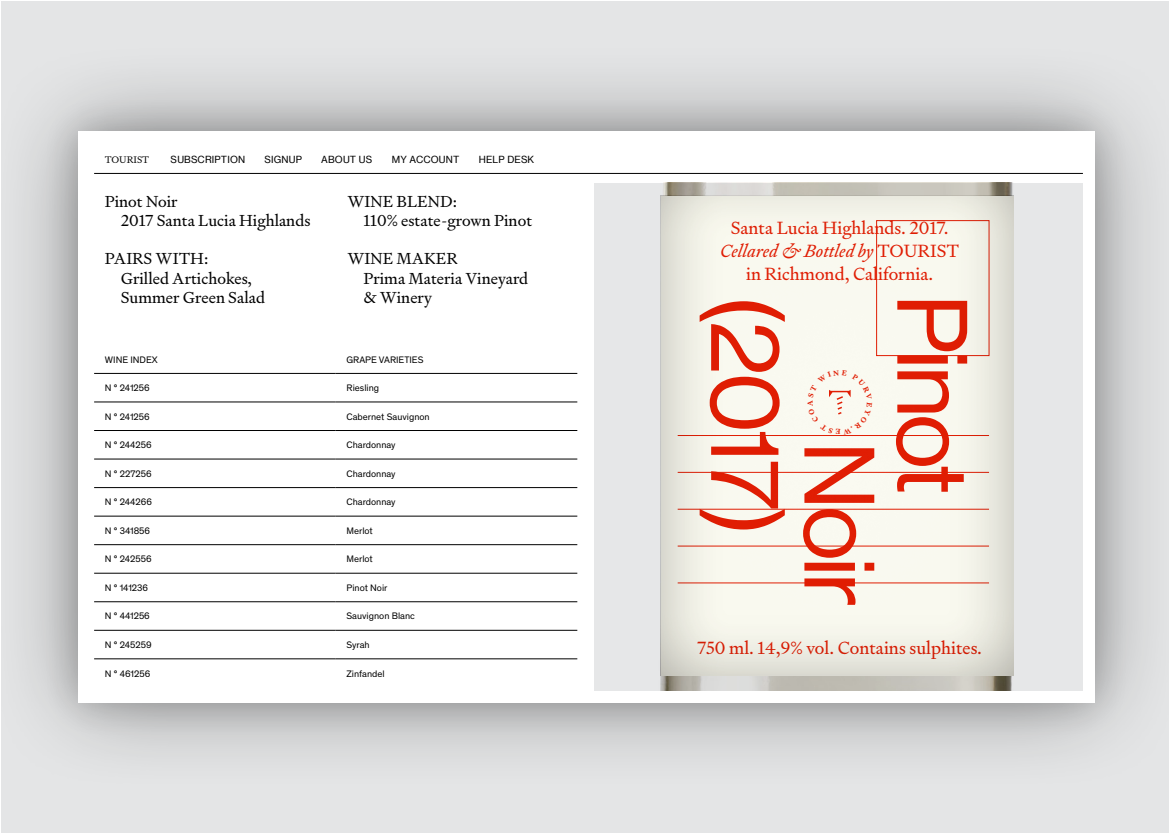 TOURIST SUBSCRIPTION SIGNUP ABOUT US MY ACCOUNT HELP DESK
Pinot Noir
2017 Santa Lucia Highlands
PAIRS WITH:
Grilled Artichokes,
Summer Green Salad
WINE BLEND:
110% estate-grown Pinot
WINE MAKER
Prima Materia Vineyard
& Winery
WINE INDEX GRAPE VARIETIES
N º 241256 Riesling
N º 241256 Cabernet Sauvignon
N º 244256 Chardonnay
N º 227256 Chardonnay
N º 244266 Chardonnay
N º 341856 Merlot
N º 242556 Merlot
N º 141236 Pinot Noir
N º 441256 Sauvignon Blanc
N º 245259 Syrah
N º 461256 Zinfandel
Santa Lucia Highlands. 2017.
Cellared & Bottled by TOURIST
in Richmond, California.
Pinot
Noir
(2017)
WINE PURVEYOR. WEST COAST
T
750 ml. 14,9% vol. Contains sulphites.